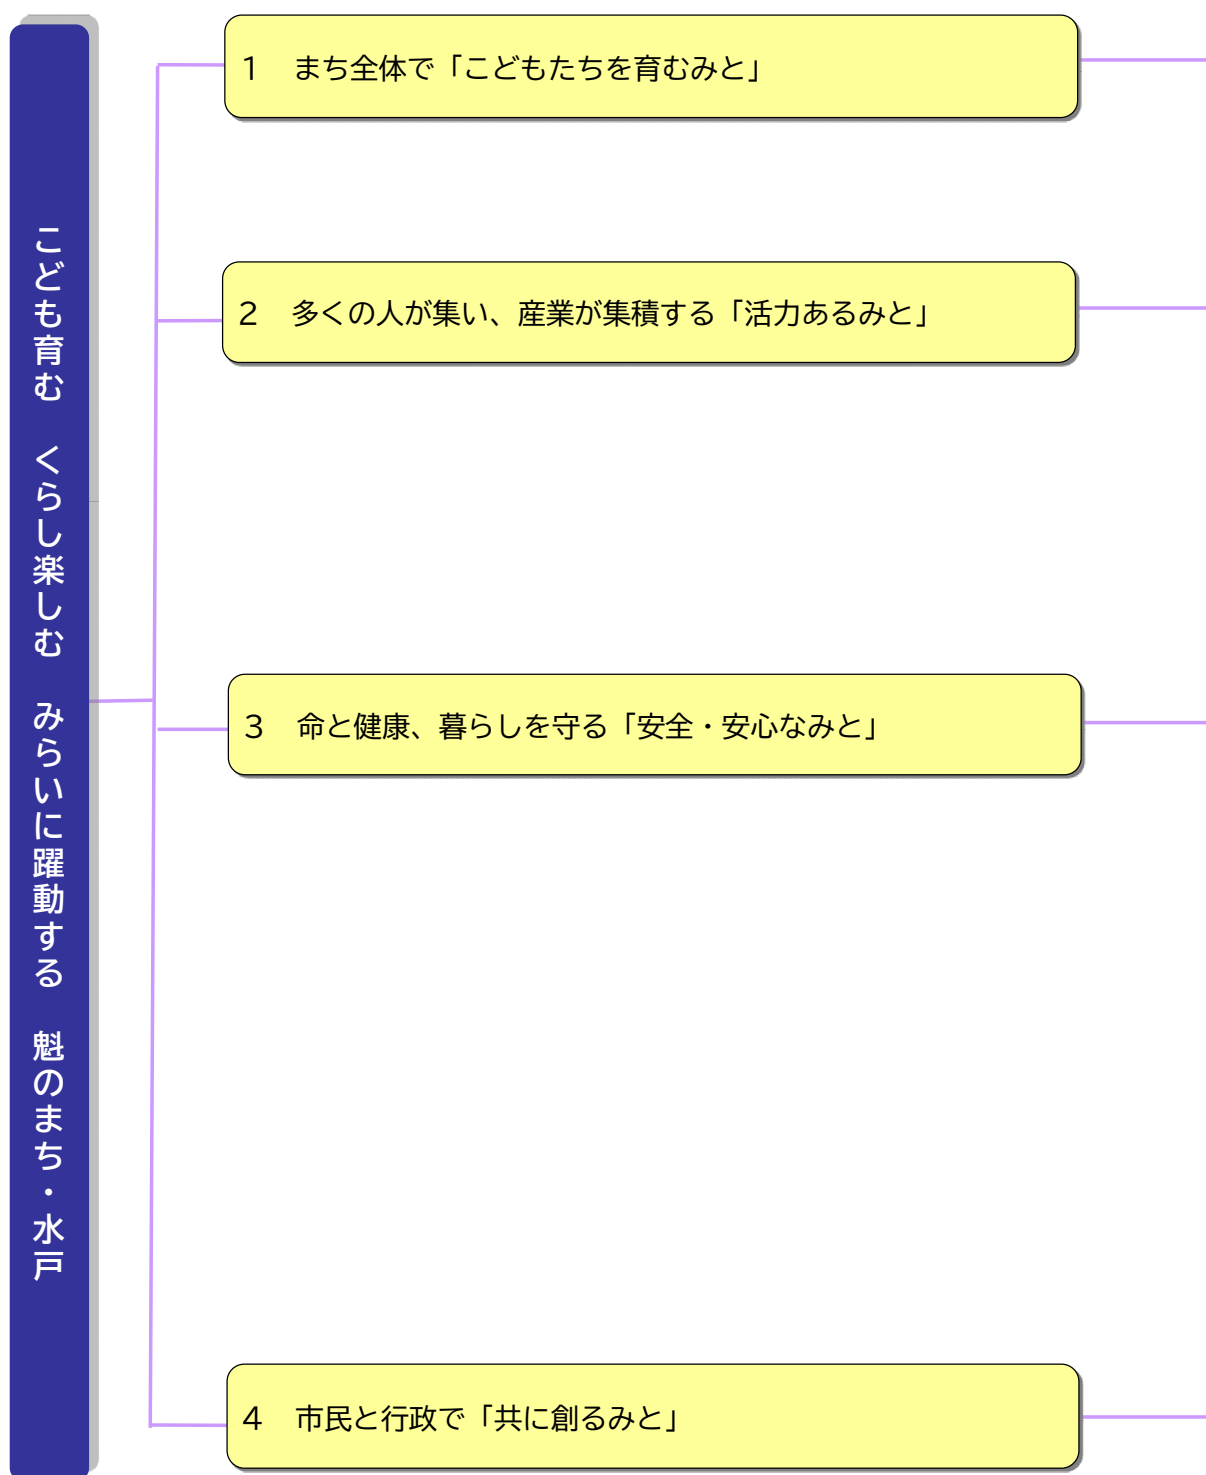 こども育む　くらし楽しむ　みらいに躍動する　魁のまち・水戸
1　まち全体で「こどもたちを育むみと」
2　多くの人が集い、産業が集積する「活力あるみと」
3　命と健康、暮らしを守る「安全・安心なみと」
4　市民と行政で「共に創るみと」